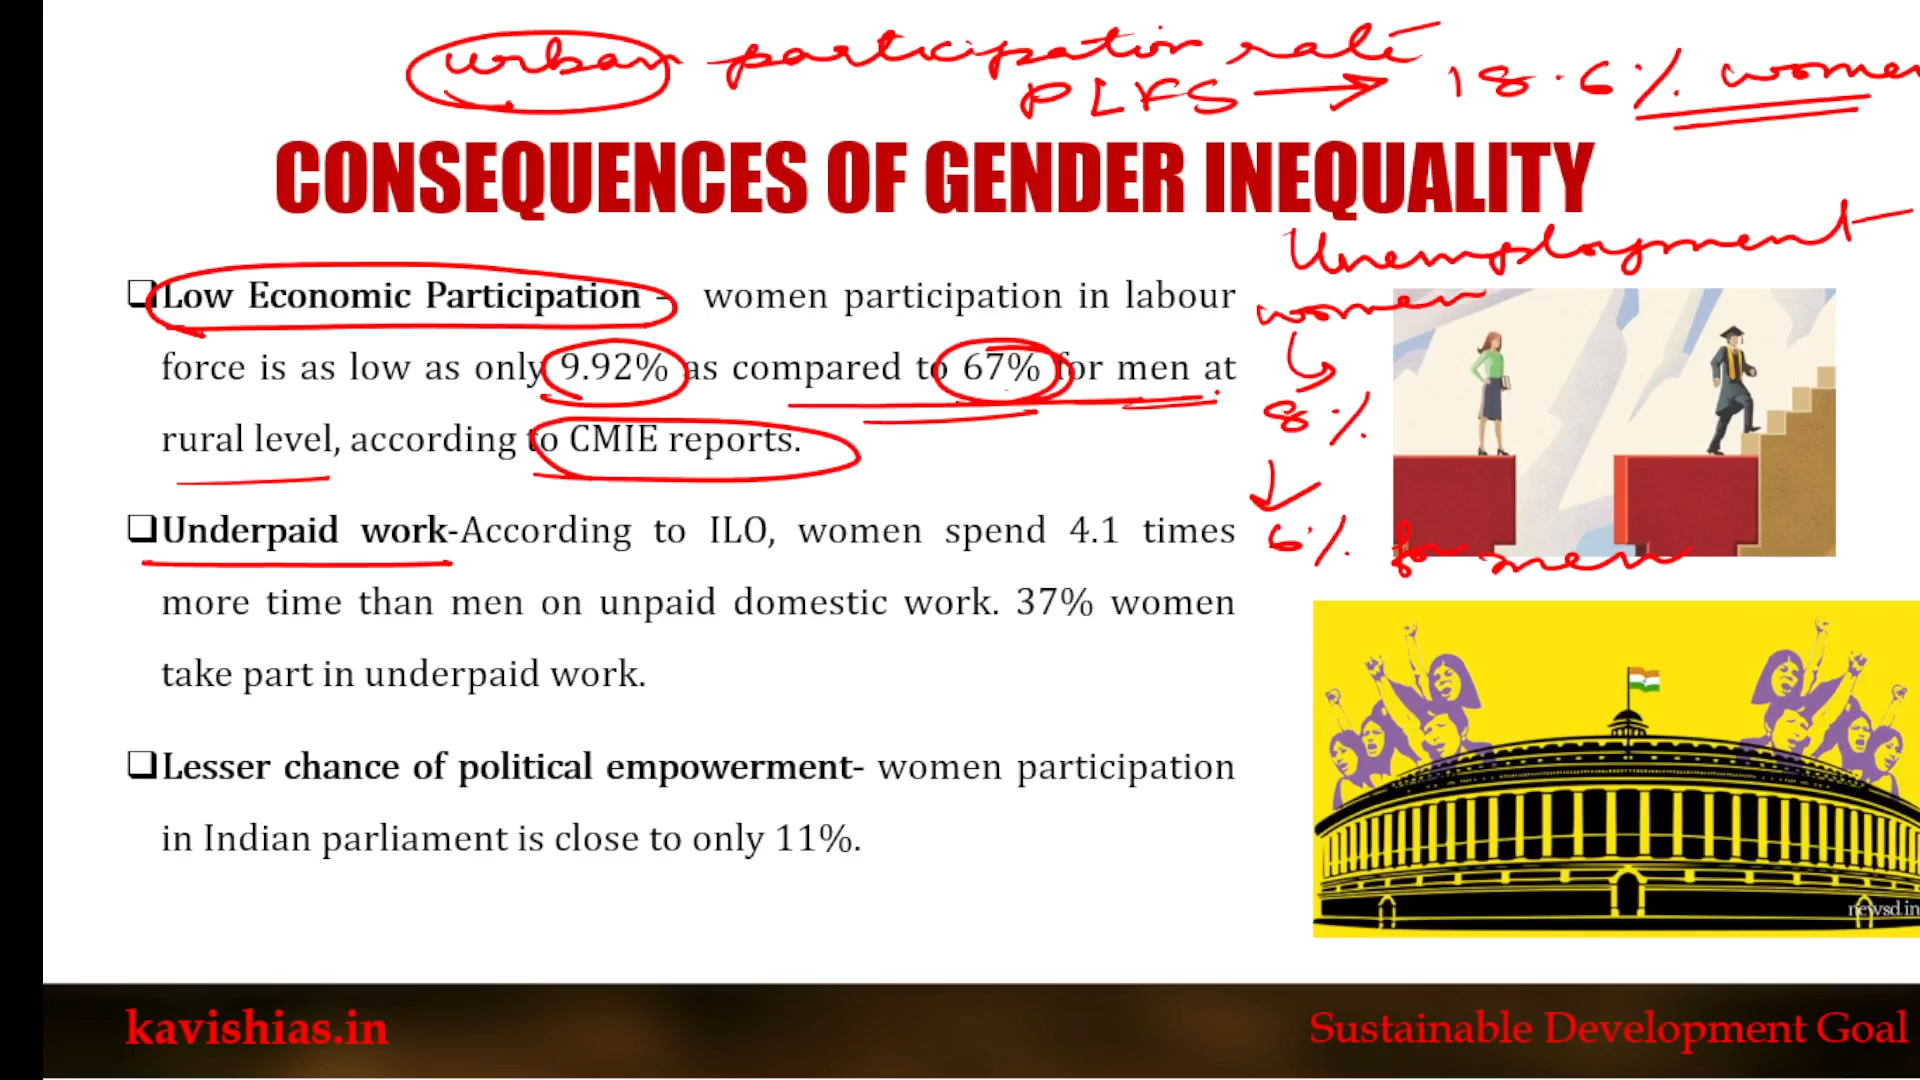 urban participation rate
PLFS → 18.6% women
CONSEQUENCES OF GENDER INEQUALITY
Unemployment
women
8%
6% for men
❑Low Economic Participation - women participation in labour
force is as low as only 9.92% as compared to 67% for men at
rural level, according to CMIE reports.
❑Underpaid work-According to ILO, women spend 4.1 times
more time than men on unpaid domestic work. 37% women
take part in underpaid work.
❑Lesser chance of political empowerment- women participation
in Indian parliament is close to only 11%.
newsd.in
kavishias.in
Sustainable Development Goal